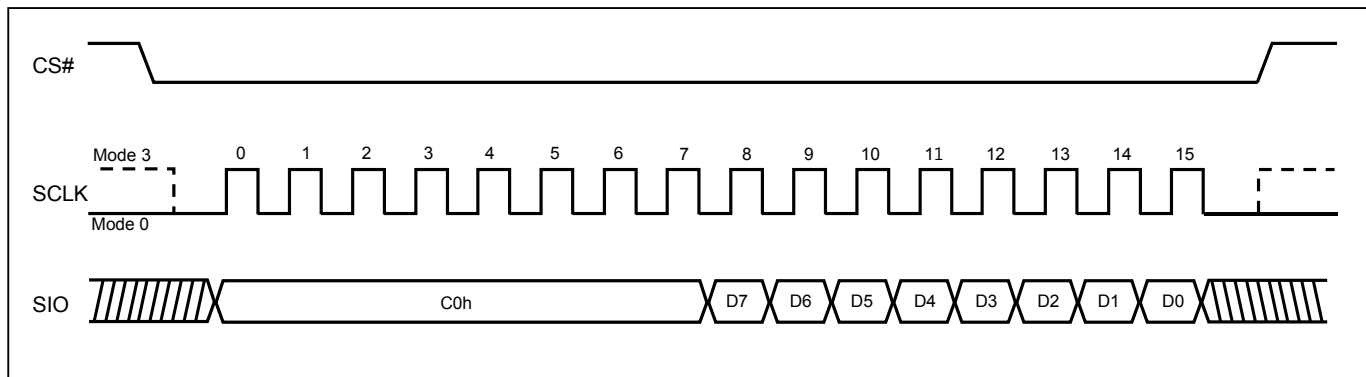 CS#
Mode 3
0 1 2 3 4 5 6 7 8 9 10 11 12 13 14 15
SCLK
Mode 0
SIO
C0h D7 D6 D5 D4 D3 D2 D1 D0